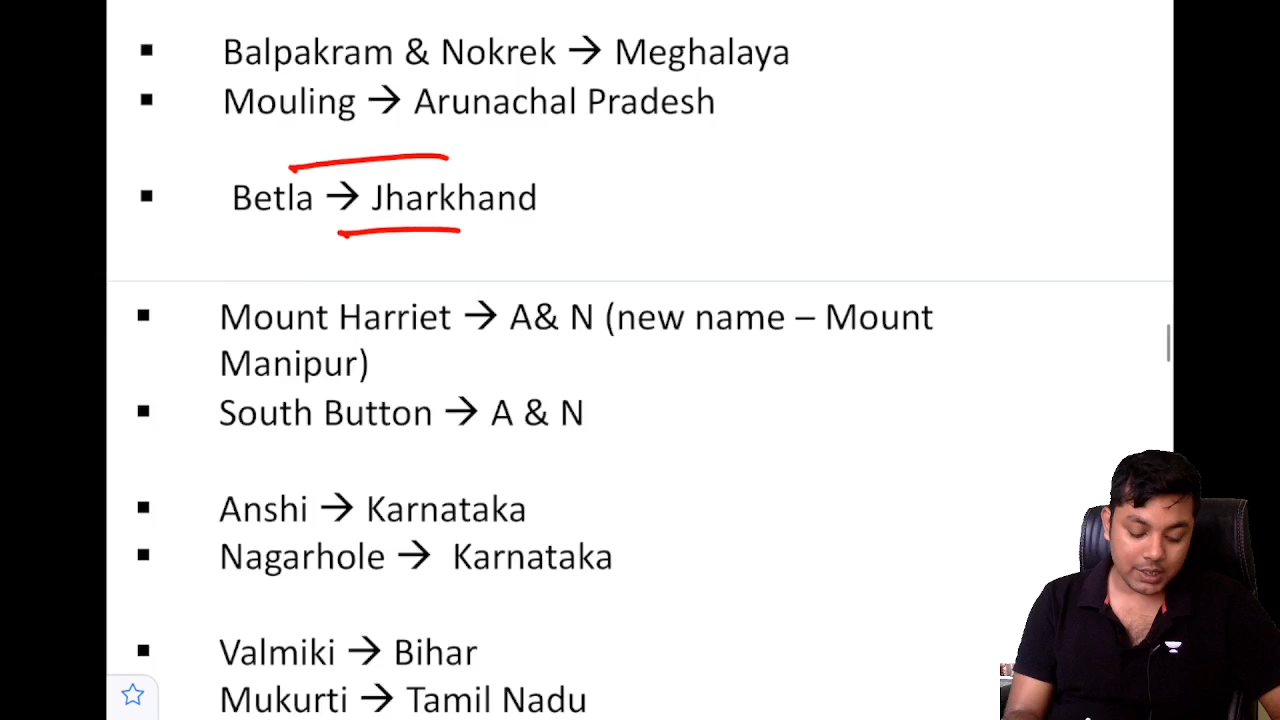 ▪ Balpakram & Nokrek → Meghalaya
▪ Mouling → Arunachal Pradesh
▪ Betla → Jharkhand
▪ Mount Harriet → A& N (new name – Mount
Manipur)
▪ South Button → A & N
▪ Anshi → Karnataka
▪ Nagarhole → Karnataka
▪ Valmiki → Bihar
Mukurti → Tamil Nadu